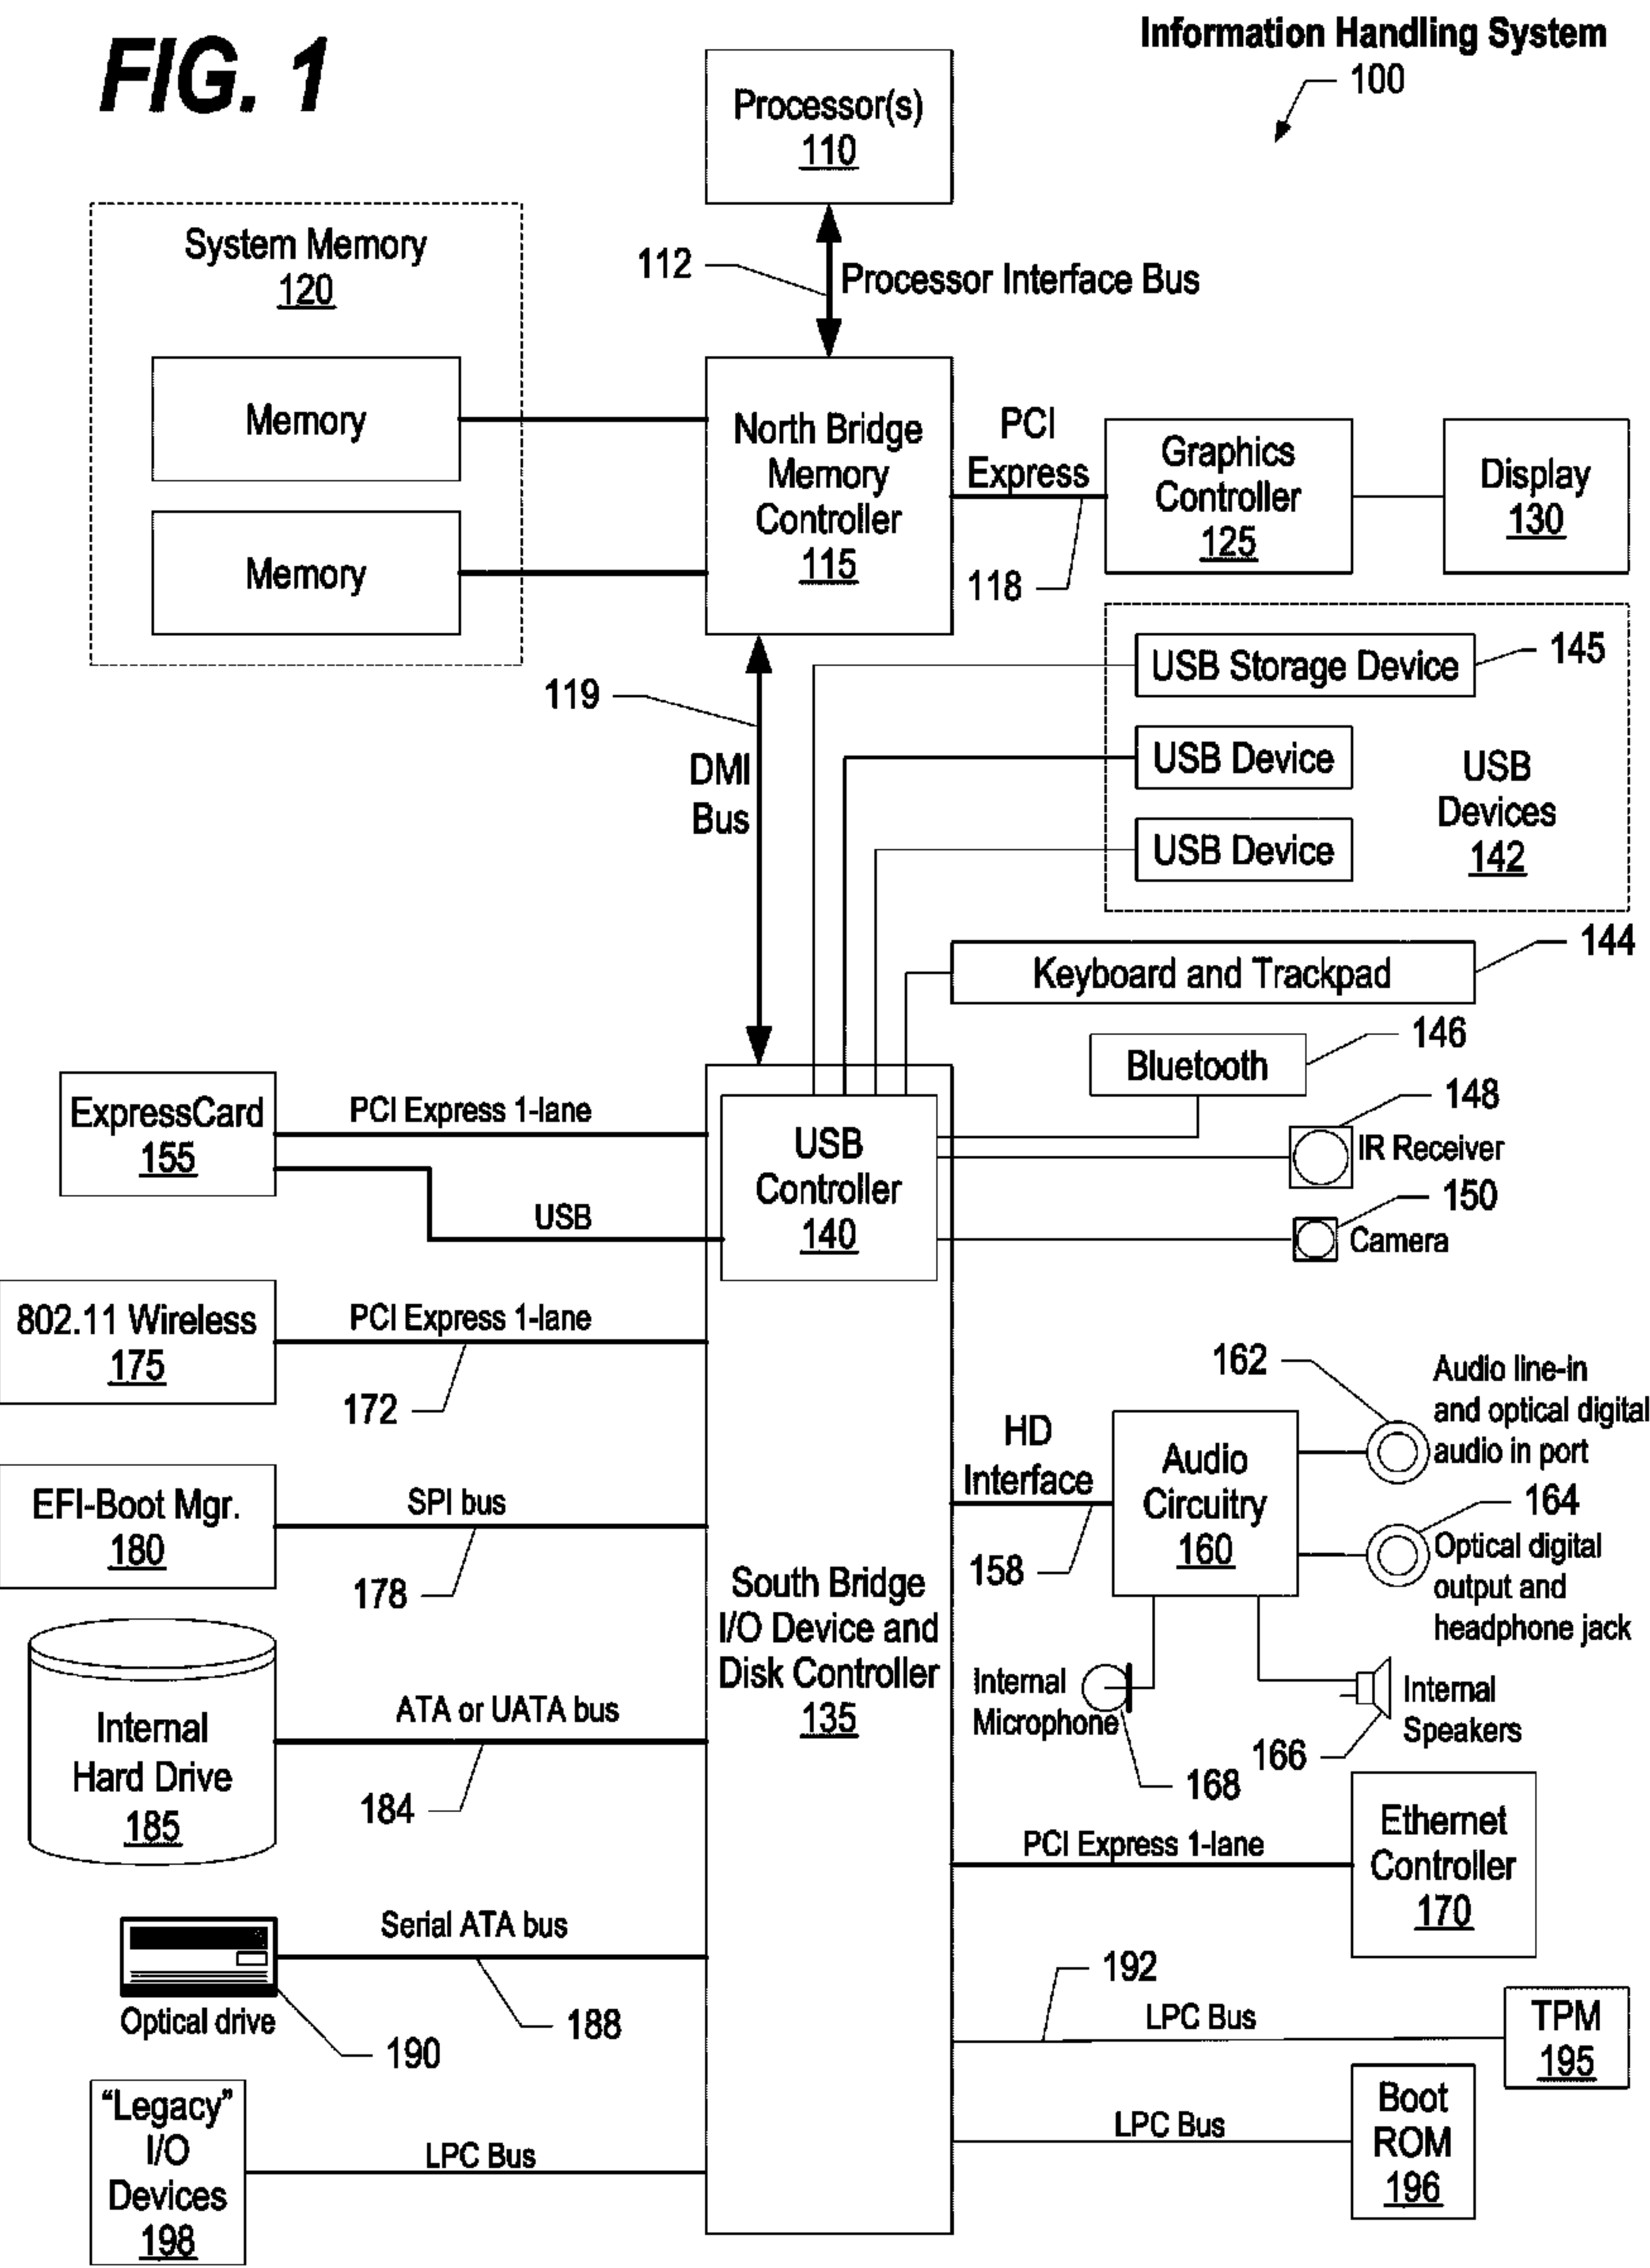 FIG. 1
Information Handling System
100
Processor(s)
110
System Memory
120
112
Processor Interface Bus
Memory
Memory
North Bridge
Memory
Controller
115
PCI
Express
118
Graphics
Controller
125
Display
130
119
DMI
Bus
USB Storage Device
145
USB Device
USB Device
USB
Devices
142
Keyboard and Trackpad
144
Bluetooth
146
148
IR Receiver
150
Camera
ExpressCard
155
PCI Express 1-lane
USB
USB
Controller
140
802.11 Wireless
175
PCI Express 1-lane
172
EFI-Boot Mgr.
180
SPI bus
178
South Bridge
I/O Device and
Disk Controller
135
HD
Interface
158
Audio
Circuitry
160
162
Audio line-in
and optical digital
audio in port
164
Optical digital
output and
headphone jack
Internal
Microphone
168
166
Internal
Speakers
Internal
Hard Drive
185
ATA or UATA bus
184
PCI Express 1-lane
Ethernet
Controller
170
Serial ATA bus
188
Optical drive
190
192
LPC Bus
TPM
195
LPC Bus
Boot
ROM
196
“Legacy”
I/O
Devices
198
LPC Bus